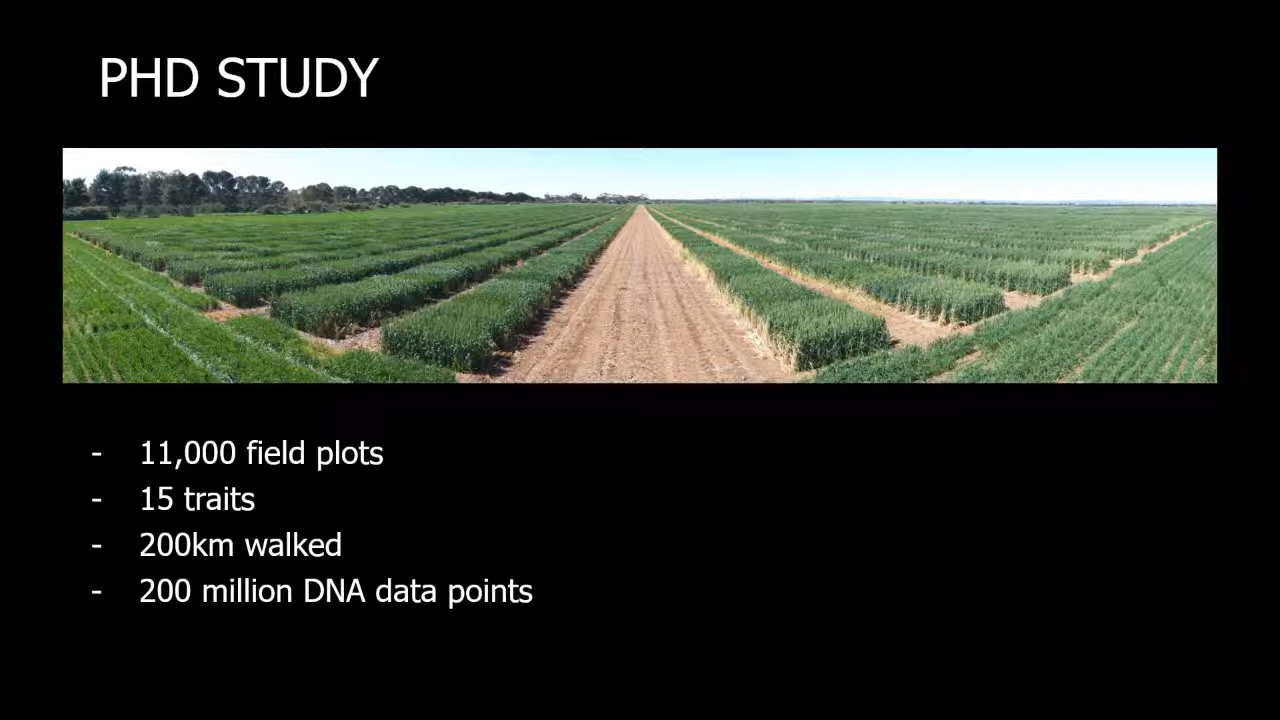 PHD STUDY
- 11,000 field plots
- 15 traits
- 200km walked
- 200 million DNA data points